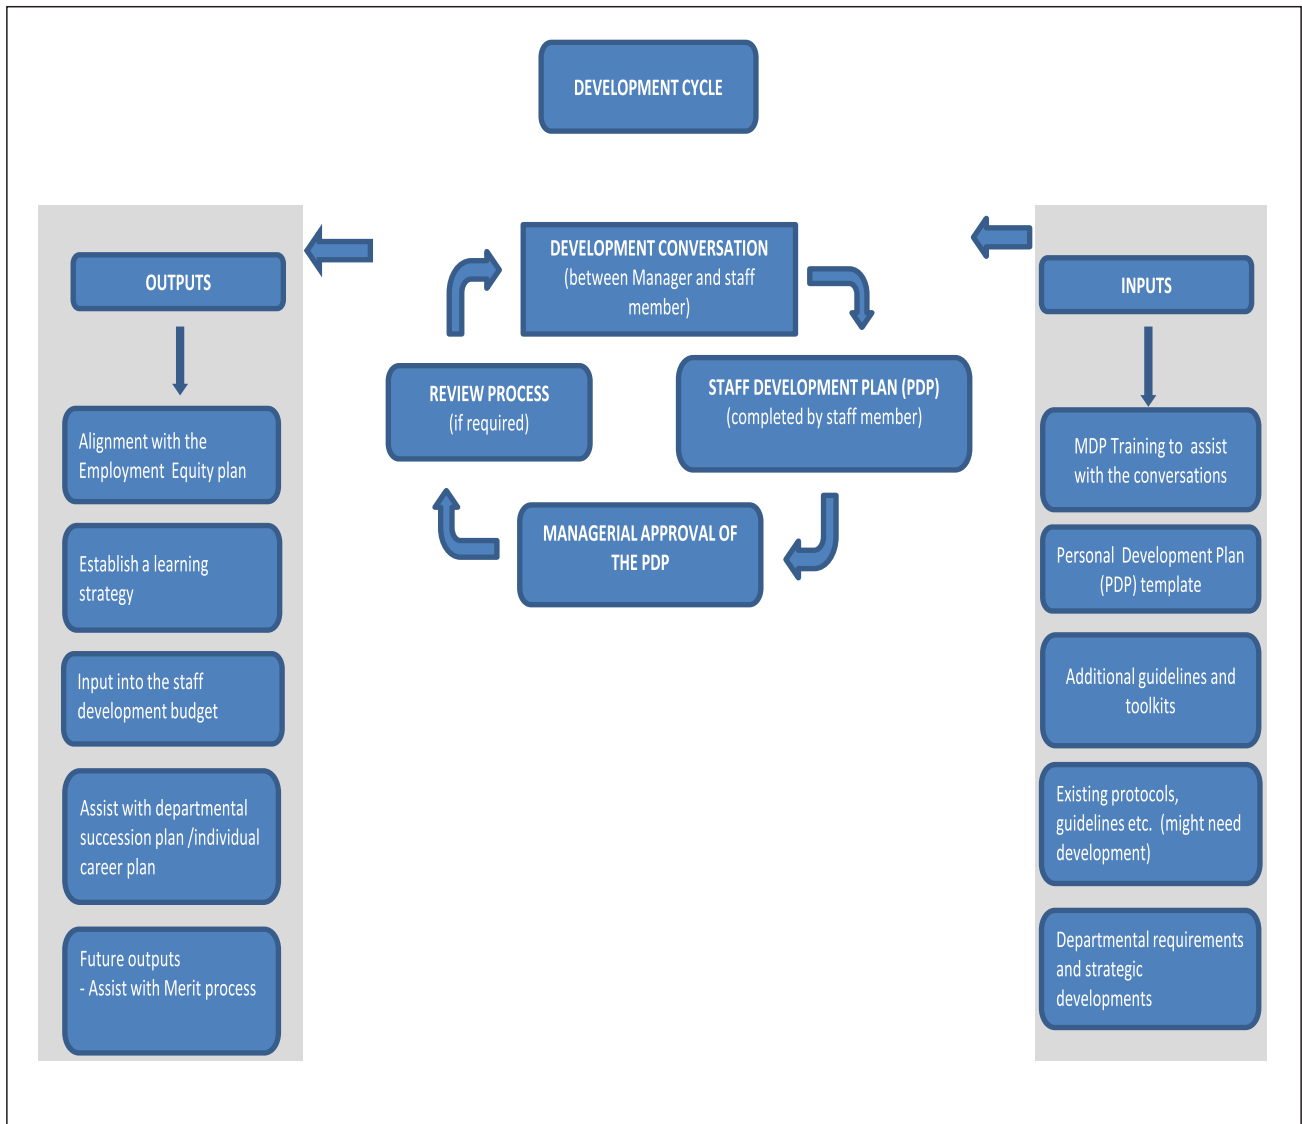 DEVELOPMENT CYCLE
OUTPUTS
Alignment with the
Employment Equity plan
Establish a learning
strategy
Input into the staff
development budget
Assist with departmental
succession plan /individual
career plan
Future outputs
- Assist with Merit process
DEVELOPMENT CONVERSATION
(between Manager and staff
member)
STAFF DEVELOPMENT PLAN (PDP)
(completed by staff member)
MANAGERIAL APPROVAL OF
THE PDP
REVIEW PROCESS
(if required)
INPUTS
MDP Training to assist
with the conversations
Personal Development Plan
(PDP) template
Additional guidelines and
toolkits
Existing protocols,
guidelines etc. (might need
development)
Departmental requirements
and strategic
developments